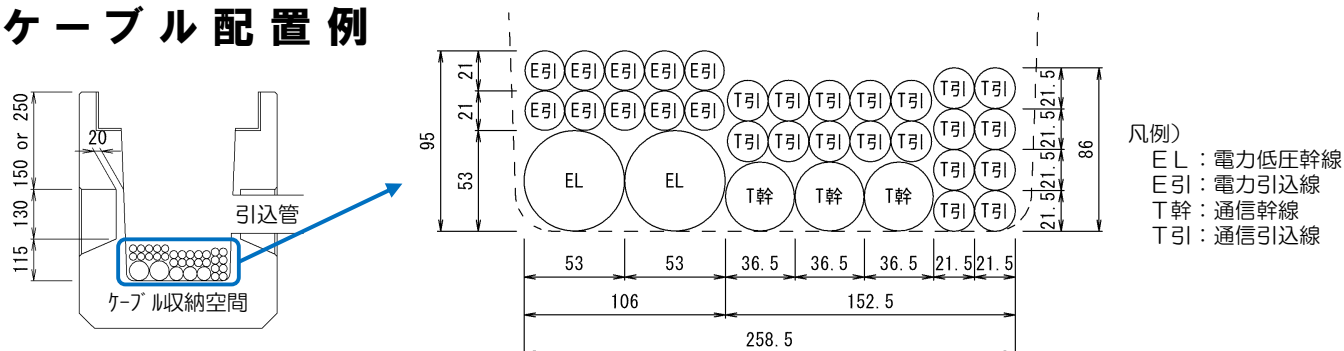 ケーブル配置例
150 or 250
20
130
115
引込管
ケーブル収納空間
95
21
21
53
E引 E引 E引 E引 E引
E引 E引 E引 E引 E引
EL EL
T引 T引 T引 T引 T引
T引 T引 T引 T引 T引
T幹 T幹 T幹
T引 T引
T引 T引
T引 T引
T引 T引
21.5
21.5
21.5
21.5
86
53 53 36.5 36.5 36.5 21.5 21.5
106 152.5
258.5
凡例)
EL:電力低圧幹線
E引:電力引込線
T幹:通信幹線
T引:通信引込線